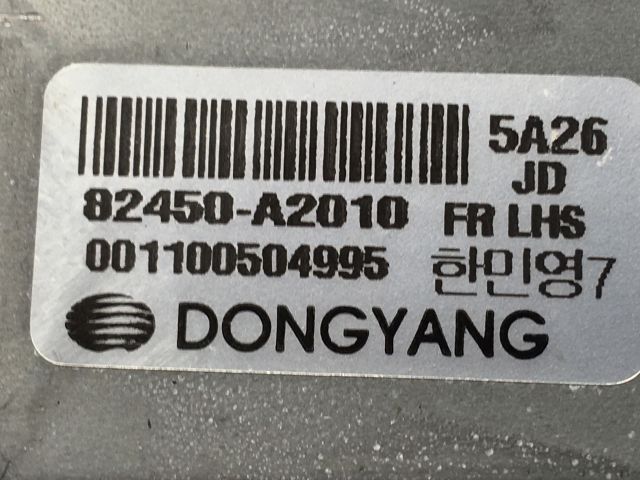 5A26
JD
82450-A2010 FR LHS
001100504995 한민영7
DONGYANG